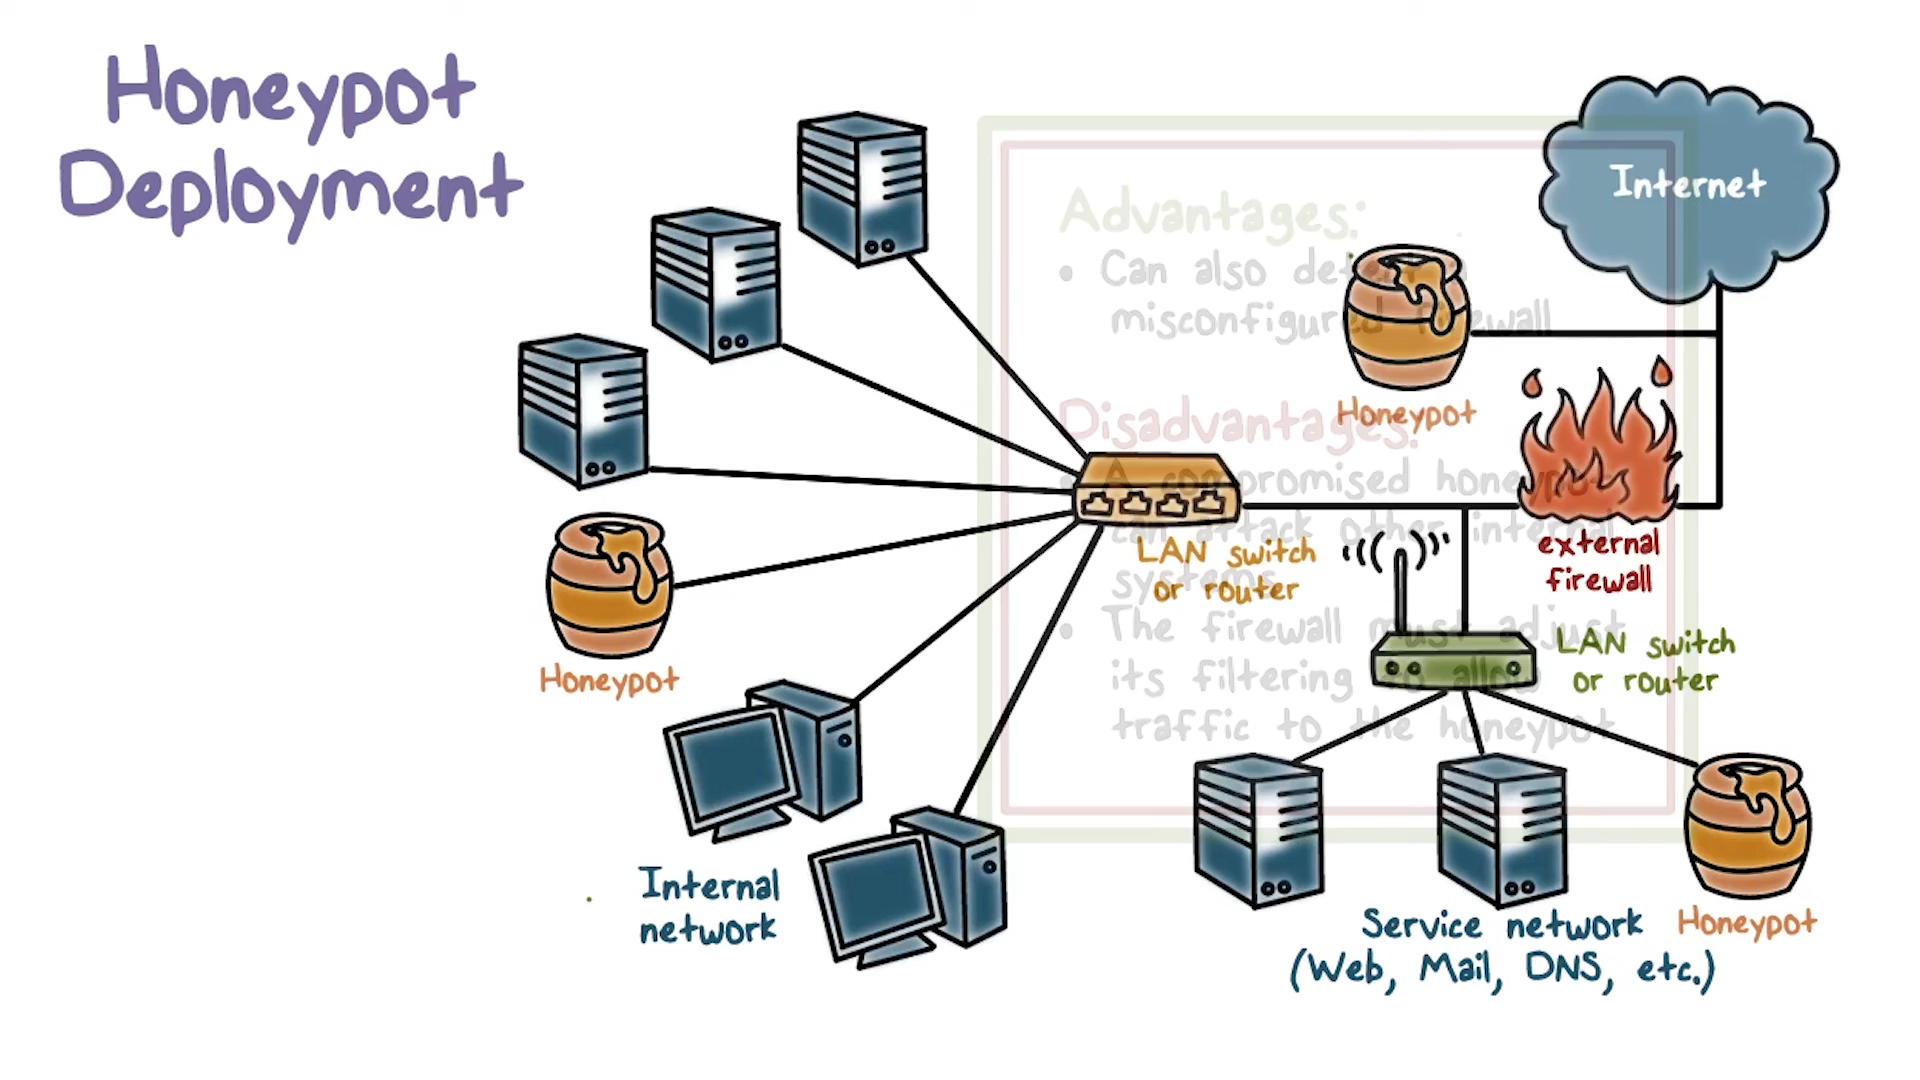 Honeypot
Deployment
Internet
Advantages:
• Can also detect a
misconfigured firewall
Honeypot
Disadvantages:
• A compromised honeypot
can attack other internal
systems
• The firewall must adjust
its filtering to allow
traffic to the honeypot
LAN switch
or router
external
firewall
LAN switch
or router
Honeypot
Internal
network
Service network
(Web, Mail, DNS, etc.)
Honeypot